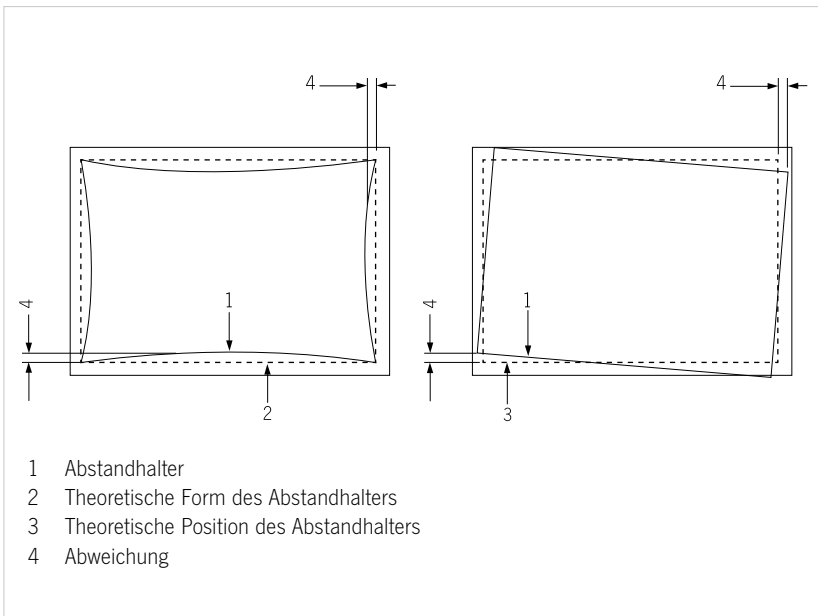 4
4
4
1
4
1
2
3
1 Abstandhalter
2 Theoretische Form des Abstandhalters
3 Theoretische Position des Abstandhalters
4 Abweichung